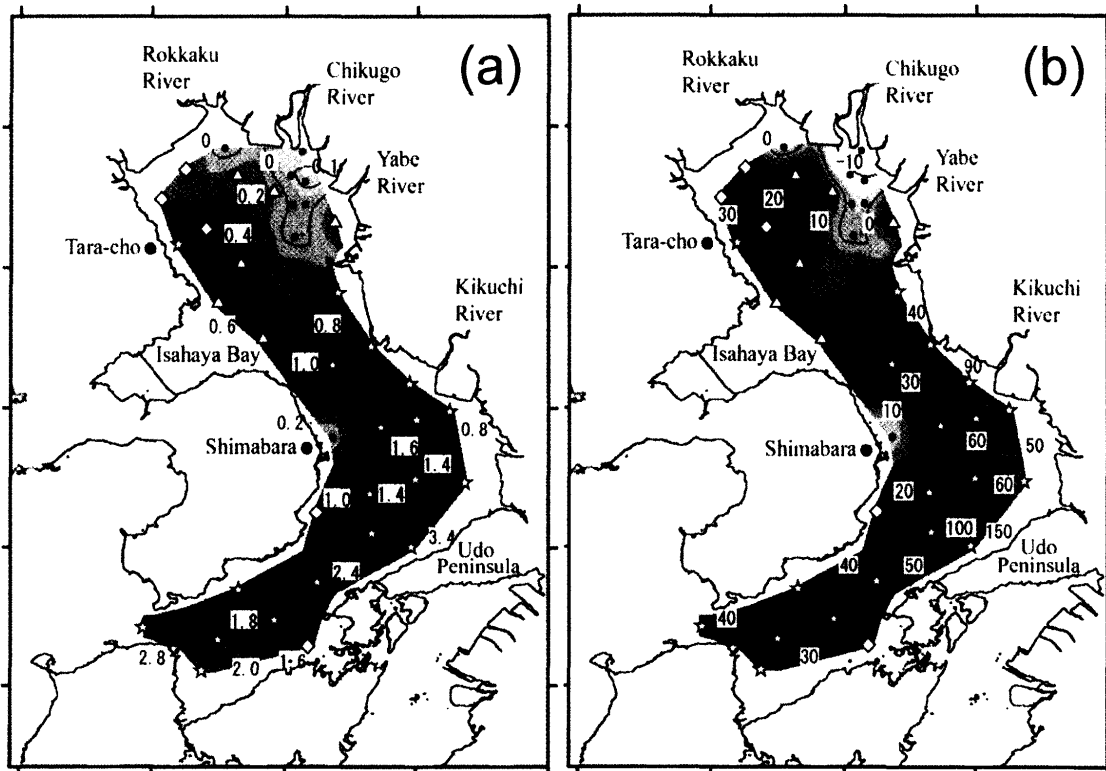 (a)
Rokkaku
River
Chikugo
River
Yabe
River
0
0
0.2
0.4
Tara-cho
Kikuchi
River
0.6
0.8
Isahaya Bay
1.0
0.2
0.8
Shimabara
1.6
1.4
1.4
1.0
3.4
Udo
Peninsula
2.4
1.8
2.8
2.0
1.6
(b)
Rokkaku
River
Chikugo
River
Yabe
River
0
-10
20
30
10
0
Tara-cho
Kikuchi
River
40
Isahaya Bay
90
30
10
60
50
Shimabara
60
20
100
150
Udo
Peninsula
40
50
40
30